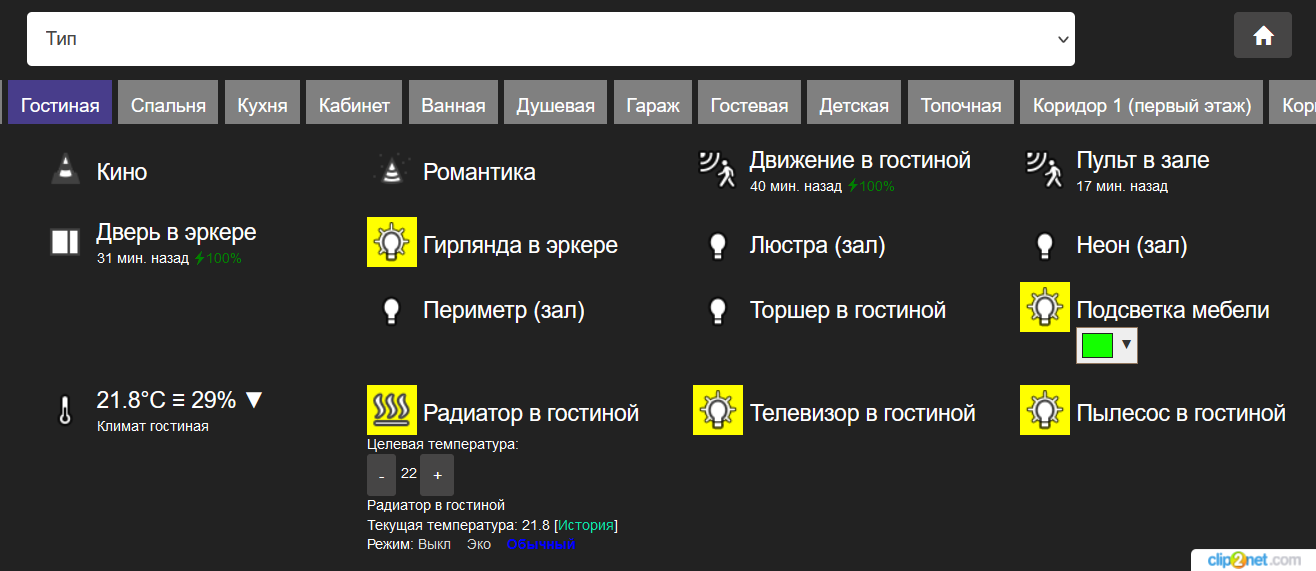 Тип
Гостиная Спальня Кухня Кабинет Ванная Душевая Гараж Гостевая Детская Топочная Коридор 1 (первый этаж)
Кино
Романтика
Движение в гостиной
40 мин. назад 100%
Пульт в зале
17 мин. назад
Дверь в эркере
31 мин. назад 100%
Гирлянда в эркере
Люстра (зал)
Неон (зал)
Периметр (зал)
Торшер в гостиной
Подсветка мебели
21.8°C ≡ 29% ▼
Климат гостиная
Радиатор в гостиной
Целевая температура:
- 22 +
Радиатор в гостиной
Текущая температура: 21.8 [История]
Режим: Выкл Эко Обычный
Телевизор в гостиной
Пылесос в гостиной
clip2net.com